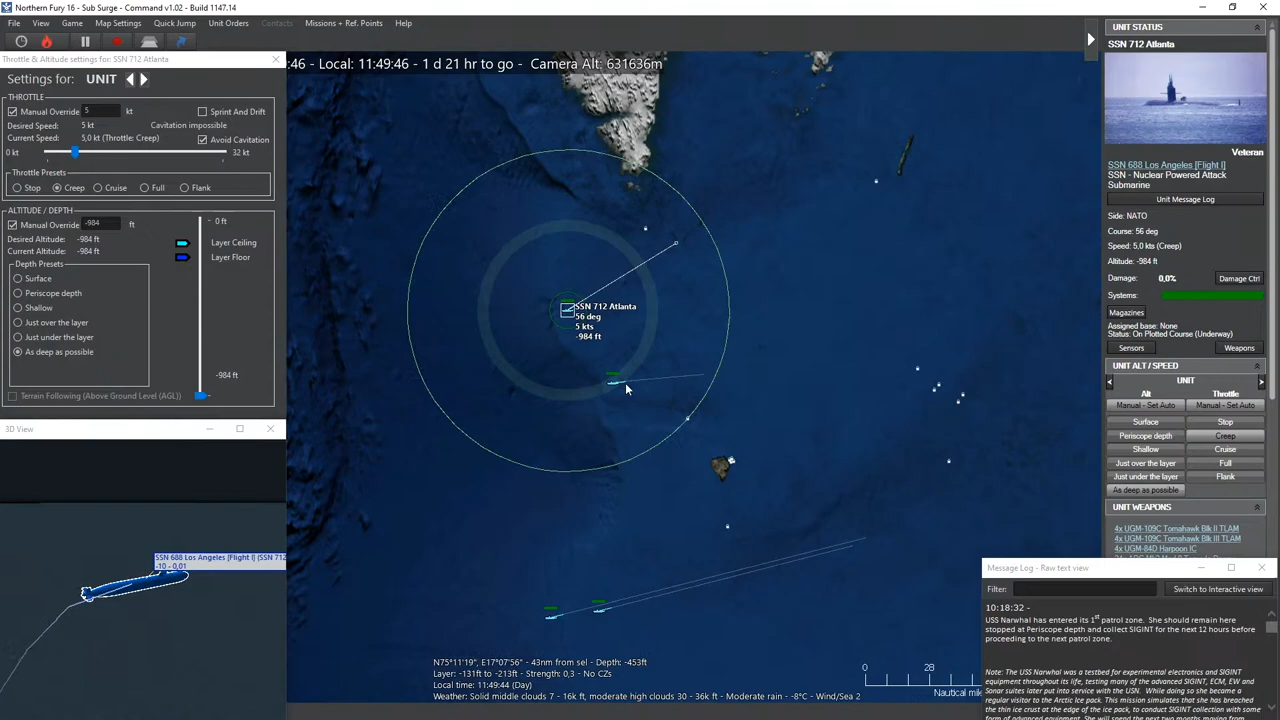 Northern Fury 16 - Sub Surge - Command v1.02 - Build 1147.14
File View Game Map Settings Quick Jump Unit Orders Contacts Missions + Ref. Points Help
Throttle & Altitude settings for: SSN 712 Atlanta
Settings for: UNIT
THROTTLE
Manual Override 5 kt Sprint And Drift
Desired Speed: 5 kt Cavitation impossible
Current Speed: 5,0 kt (Throttle: Creep) Avoid Cavitation
0 kt 32 kt
Throttle Presets
Stop Creep Cruise Full Flank
ALTITUDE / DEPTH
Manual Override -984 ft
Desired Altitude: -984 ft
Current Altitude: -984 ft
Depth Presets
Surface
Periscope depth
Shallow
Just over the layer
Just under the layer
As deep as possible
- 0 ft
Layer Ceiling
Layer Floor
-984 ft
Terrain Following (Above Ground Level (AGL))
3D View
SSN 688 Los Angeles [Flight I] (SSN 712
-10 - 0,01
:46 - Local: 11:49:46 - 1 d 21 hr to go - Camera Alt: 631636m
SSN 712 Atlanta
56 deg
5 kts
-984 ft
N75°11'19", E17°07'56" - 43nm from sel - Depth: -453ft
Layer: -131ft to -213ft - Strength: 0,3 - No CZs
Local time: 11:49:44 (Day)
Weather: Solid middle clouds 7 - 16k ft, moderate high clouds 30 - 36k ft - Moderate rain - -8°C - Wind/Sea 2
0 28
Nautical mile
UNIT STATUS
SSN 712 Atlanta
Veteran
SSN 688 Los Angeles [Flight I]
SSN - Nuclear Powered Attack
Submarine
Unit Message Log
Side: NATO
Course: 56 deg
Speed: 5,0 kts (Creep)
Altitude: -984 ft
Damage: 0,0% Damage Ctrl
Systems:
Magazines
Assigned base: None
Status: On Plotted Course (Underway)
Sensors Weapons
UNIT ALT / SPEED
UNIT
Alt Throttle
Manual - Set Auto Manual - Set Auto
Surface Stop
Periscope depth Creep
Shallow Cruise
Just over the layer Full
Just under the layer Flank
As deep as possible
UNIT WEAPONS
4x UGM-109C Tomahawk Blk II TLAM
4x UGM-109C Tomahawk Blk III TLAM
4x UGM-84D Harpoon IC
Message Log - Raw text view
Filter: Switch to Interactive view
10:18:32 -
USS Narwhal has entered its 1st patrol zone. She should remain here
stopped at Periscope depth and collect SIGINT for the next 12 hours before
proceeding to the next patrol zone.
Note: The USS Narwhal was a testbed for experimental electronics and SIGINT
equipment throughout its life, testing many of the advanced SIGINT, ECM, EW and
Sonar suites later put into service with the USN. While doing so she became a
regular visitor to the Arctic Ice pack. This mission simulates that she has
breached the thin ice crust at the edge of the ice pack, to conduct SIGINT collection with some